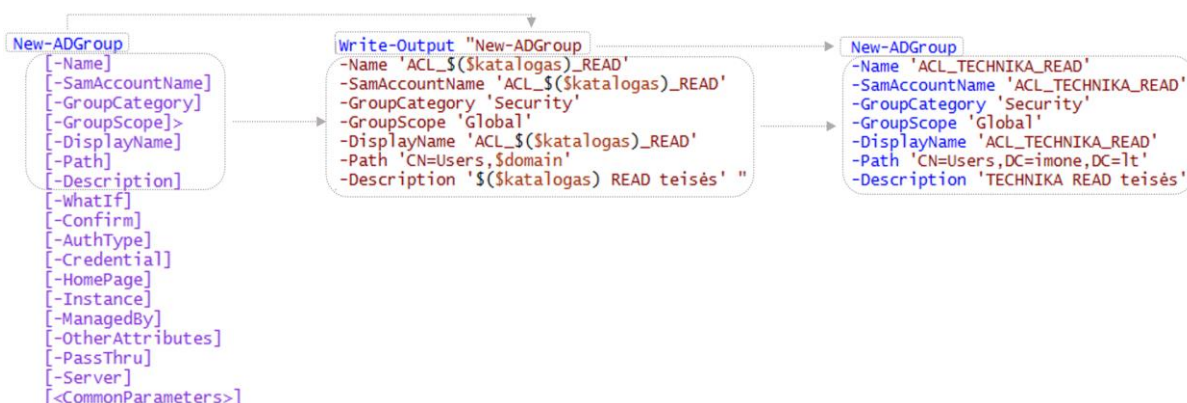 New-ADGroup
[-Name]
[-SamAccountName]
[-GroupCategory]
[-GroupScope]>
[-DisplayName]
[-Path]
[-Description]
[-WhatIf]
[-Confirm]
[-AuthType]
[-Credential]
[-HomePage]
[-Instance]
[-ManagedBy]
[-OtherAttributes]
[-PassThru]
[-Server]
[<CommonParameters>]
Write-Output "New-ADGroup
-Name 'ACL_$($katalogas)_READ'
-SamAccountName 'ACL_$($katalogas)_READ'
-GroupCategory 'Security'
-GroupScope 'Global'
-DisplayName 'ACL_$($katalogas)_READ'
-Path 'CN=Users,$domain'
-Description '$($katalogas) READ teisės' "
New-ADGroup
-Name 'ACL_TECHNIKA_READ'
-SamAccountName 'ACL_TECHNIKA_READ'
-GroupCategory 'Security'
-GroupScope 'Global'
-DisplayName 'ACL_TECHNIKA_READ'
-Path 'CN=Users,DC=imone,DC=lt'
-Description 'TECHNIKA READ teisės'